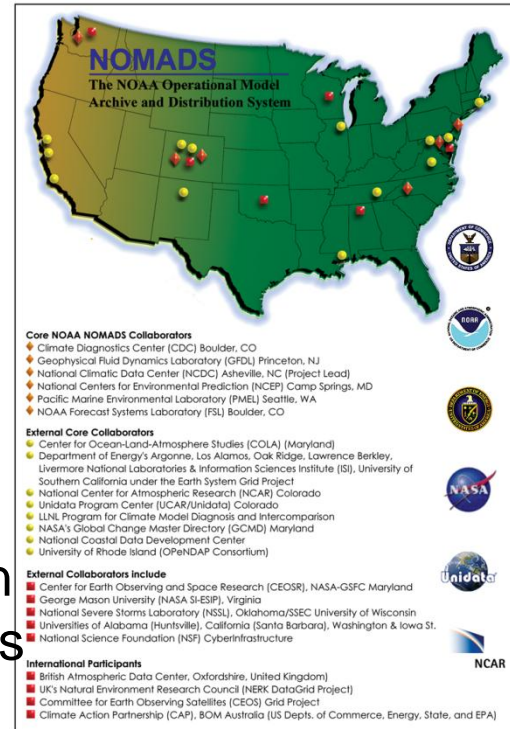 NOMADS
The NOAA Operational Model
Archive and Distribution System
Core NOAA NOMADS Collaborators
Climate Diagnostics Center (CDC) Boulder, CO
Geophysical Fluid Dynamics Laboratory (GFDL) Princeton, NJ
National Climatic Data Center (NCDC) Asheville, NC (Project Lead)
National Centers for Environmental Prediction (NCEP) Camp Springs, MD
Pacific Marine Environmental Laboratory (PMEL) Seattle, WA
NOAA Forecast Systems Laboratory (FSL) Boulder, CO
External Core Collaborators
Center for Ocean-Land-Atmosphere Studies (COLA) (Maryland)
Department of Energy's Argonne, Los Alamos, Oak Ridge, Lawrence Berkley,
Livermore National Laboratories & Information Sciences Institute (ISI), University of
Southern California under the Earth System Grid Project
National Center for Atmospheric Research (NCAR) Colorado
Unidata Program Center (UCAR/Unidata) Colorado
LLNL Program for Climate Model Diagnosis and Intercomparison
NASA's Global Change Master Directory (GCMD) Maryland
National Coastal Data Development Center
University of Rhode Island (OPeNDAP Consortium)
External Collaborators include
Center for Earth Observing and Space Research (CEOSR), NASA-GSFC Maryland
George Mason University (NASA SI-ESIP), Virginia
National Severe Storms Laboratory (NSSL), Oklahoma/SSEC University of Wisconsin
Universities of Alabama (Huntsville), California (Santa Barbara), Washington & Iowa St.
National Science Foundation (NSF) CyberInfrastructure
International Participants
British Atmospheric Data Center, Oxfordshire, United Kingdom)
UK's Natural Environment Research Council (NERK DataGrid Project)
Committee for Earth Observing Satellites (CEOS) Grid Project
Climate Action Partnership (CAP), BOM Australia (US Depts. of Commerce, Energy, State, and EPA)
NOAA
NASA
Unidata
NCAR
s